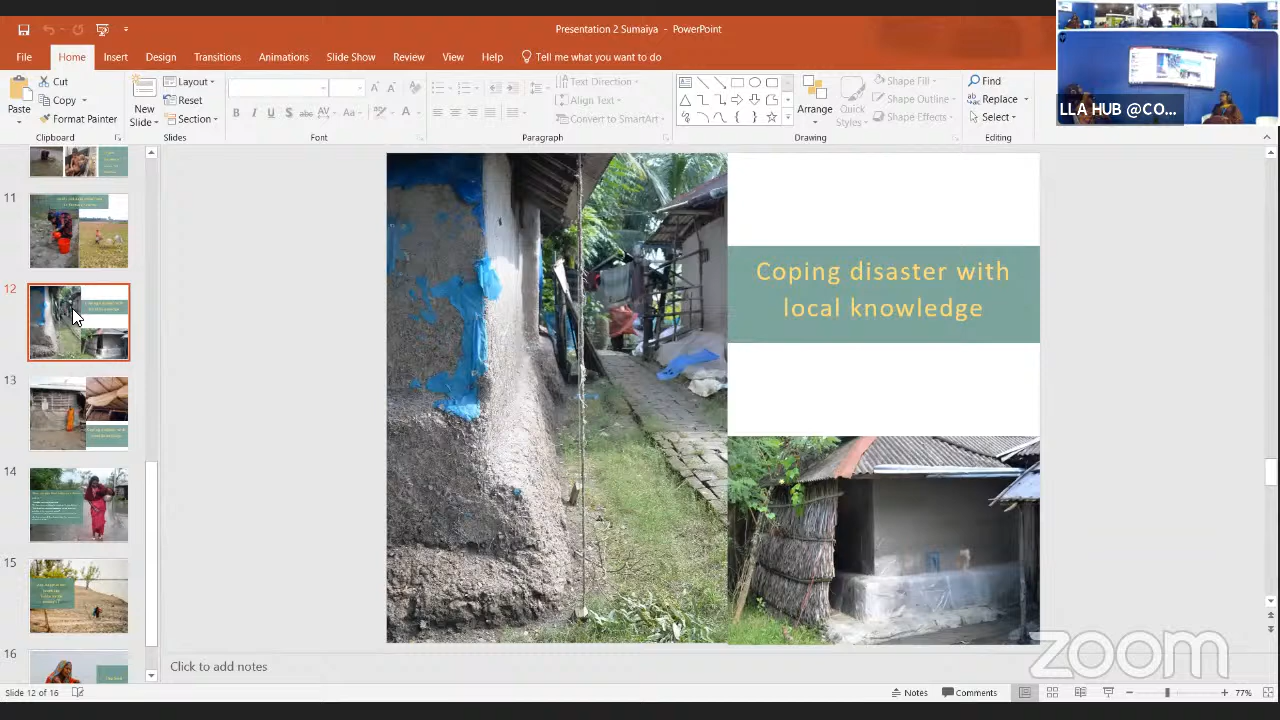 Presentation 2 Sumaiya - PowerPoint
File
Home
Insert
Design
Transitions
Animations
Slide Show
Review
View
Help
Tell me what you want to do
Paste
Cut
Copy
Format Painter
Clipboard
New
Slide
Layout
Reset
Section
Slides
Font
Text Direction
Align Text
Convert to SmartArt
Paragraph
Arrange
Quick
Styles
Shape Fill
Shape Outline
Shape Effects
Drawing
Find
Replace
Select
Editing
LLA HUB @CO...
11
12
13
14
15
16
Coping disaster with
local knowledge
Click to add notes
zoom
Slide 12 of 16
Notes
Comments
77%